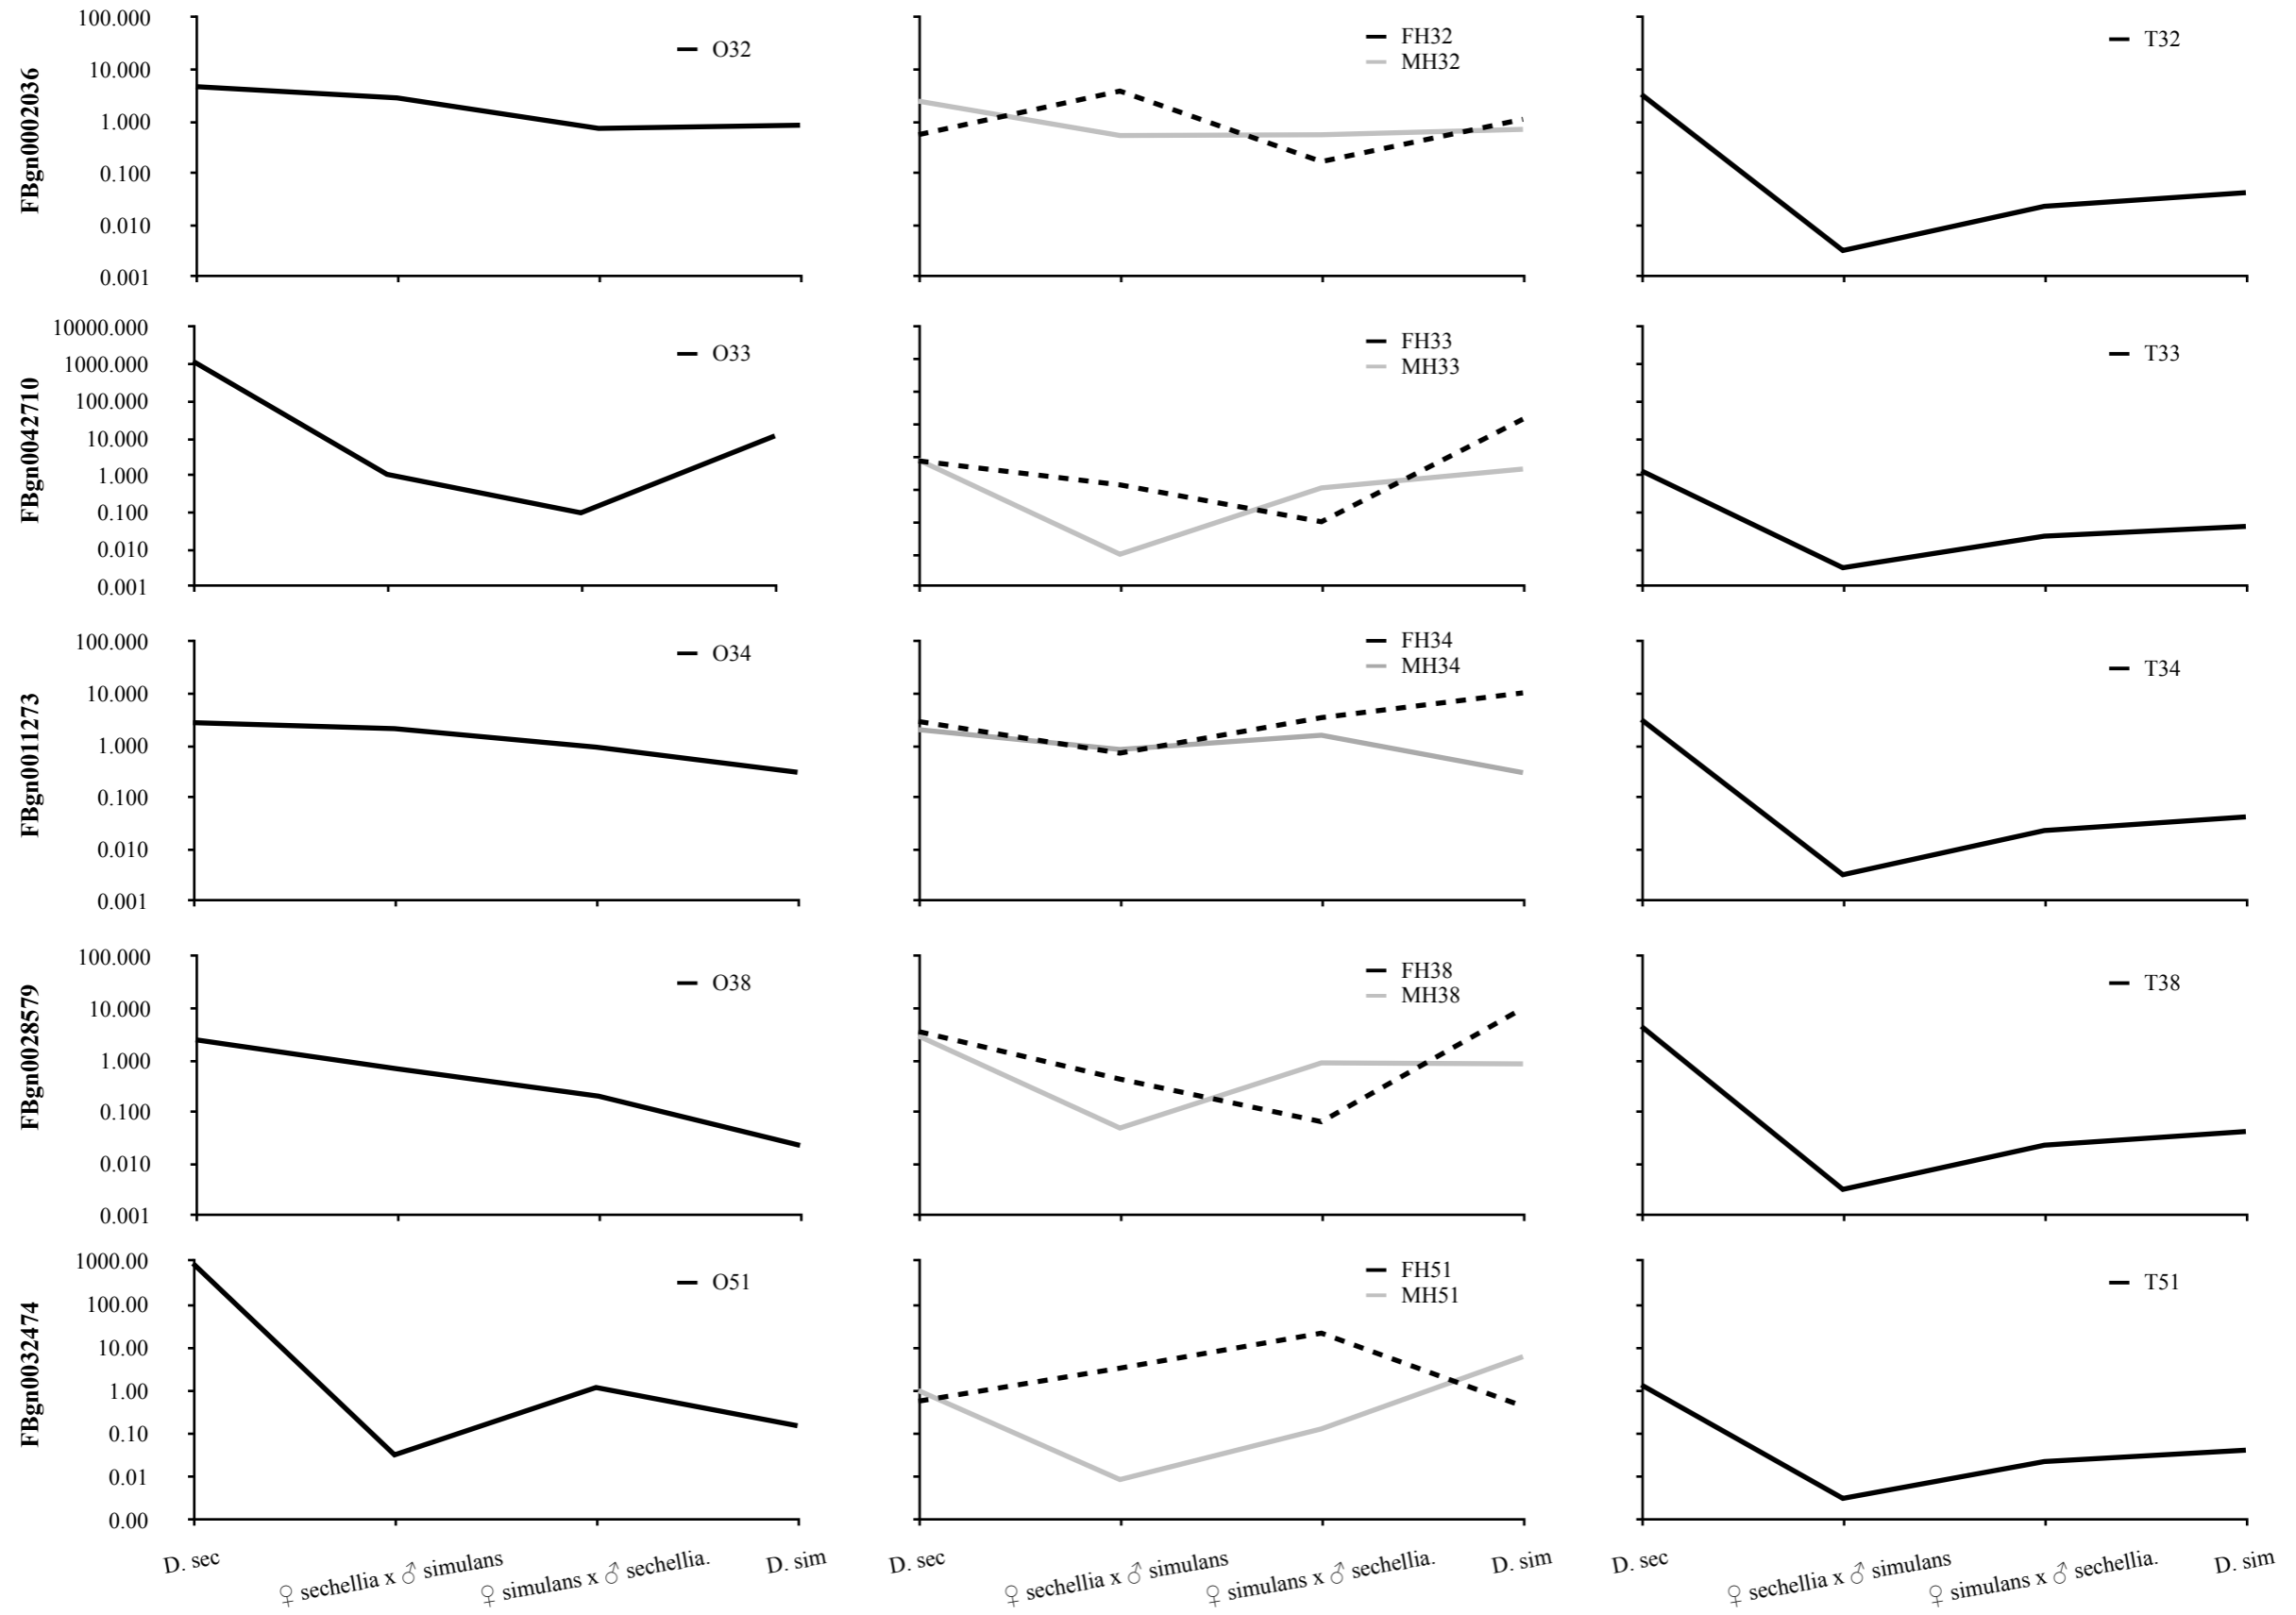 FBgn0002036
100.000
10.000
1.000
0.100
0.010
0.001
O32
FH32
MH32
T32
FBgn0042710
10000.000
1000.000
100.000
10.000
1.000
0.100
0.010
0.001
O33
FH33
MH33
T33
FBgn0011273
100.000
10.000
1.000
0.100
0.010
0.001
O34
FH34
MH34
T34
FBgn0028579
100.000
10.000
1.000
0.100
0.010
0.001
O38
FH38
MH38
T38
FBgn0032474
1000.00
100.00
10.00
1.00
0.10
0.01
0.00
O51
FH51
MH51
T51
D. sec
♀ sechellia x ♂ simulans
♀ simulans x ♂ sechellia.
D. sim
D. sec
♀ sechellia x ♂ simulans
♀ simulans x ♂ sechellia.
D. sim
D. sec
♀ sechellia x ♂ simulans
♀ simulans x ♂ sechellia.
D. sim